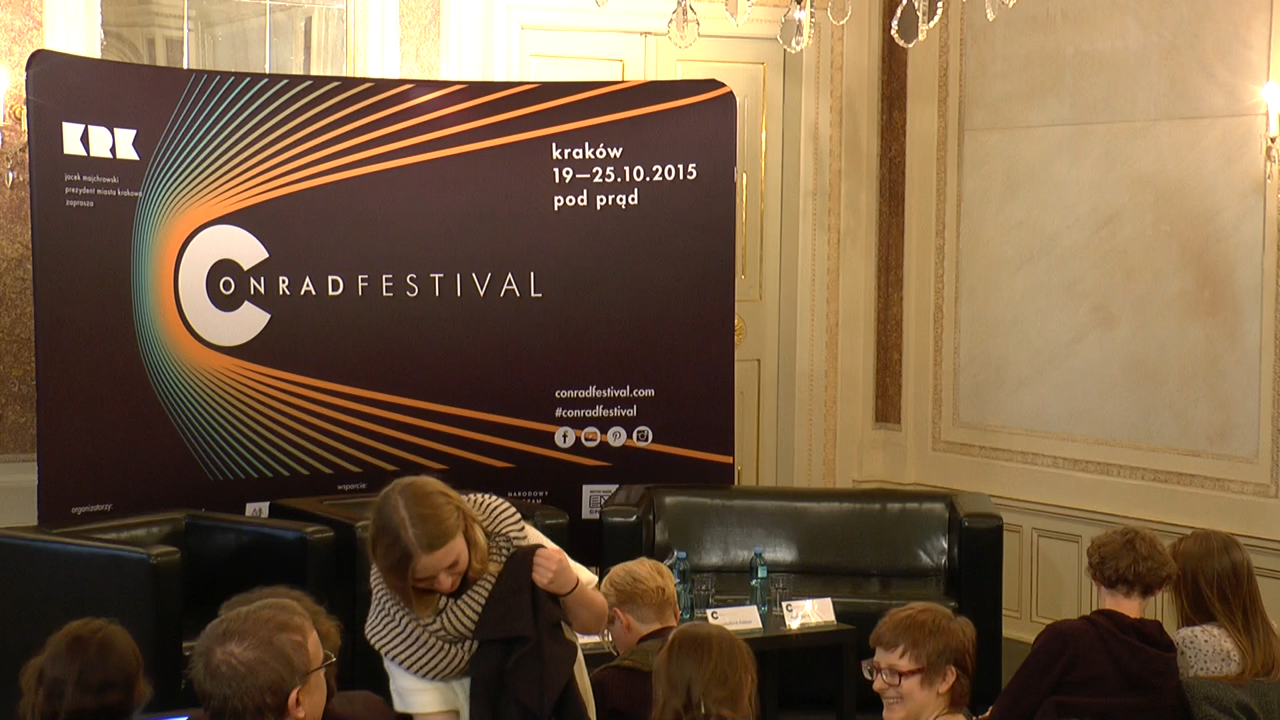 KRK
jacek majchrowski
prezydent miasta krakowa
zaprasza
kraków
19—25.10.2015
pod prąd
CONRADFESTIVAL
conradfestival.com
#conradfestival
wsparcie:
organizatorzy:
NARODOWY